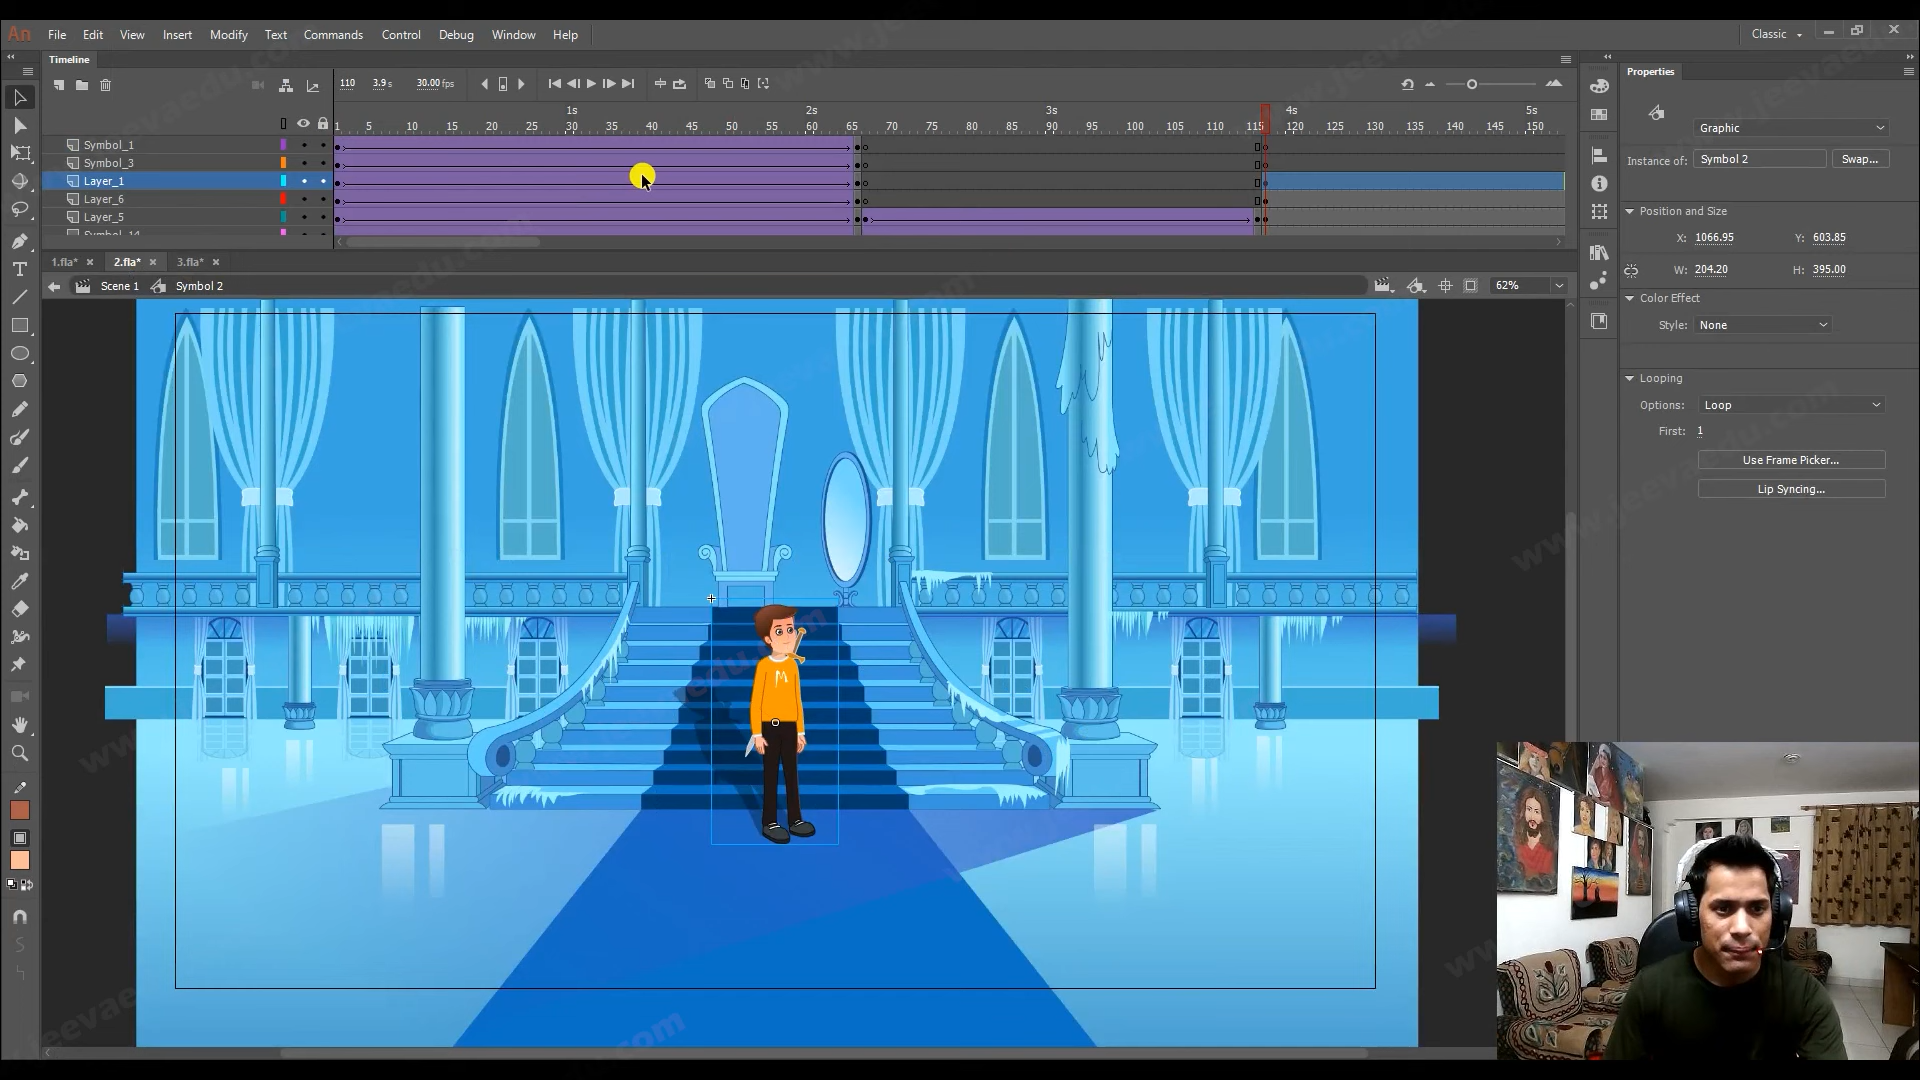 An File Edit View Insert Text Commands Control Debug Window Help Classic
Timeline
110 3.9 s 30.00 fps
1s 2s 3s 4s 5s
1 5 10 15 20 25 30 35 40 45 50 55 60 65 70 75 80 85 90 95 100 105 110 115 120 125 130 135 140 145 150
Symbol_1
Symbol_3
Layer_1
Layer_6
Layer_5
Symbol_14
1.fla* × 2.fla* × 3.fla* ×
Scene 1 Symbol 2 62%
M
Properties
Graphic
Instance of: Symbol 2 Swap...
Position and Size
X: 1066.95 Y: 603.85
W: 204.20 H: 395.00
Color Effect
Style: None
Looping
Options: Loop
First: 1
Use Frame Picker...
Lip Syncing...
www.jeevaedu.com